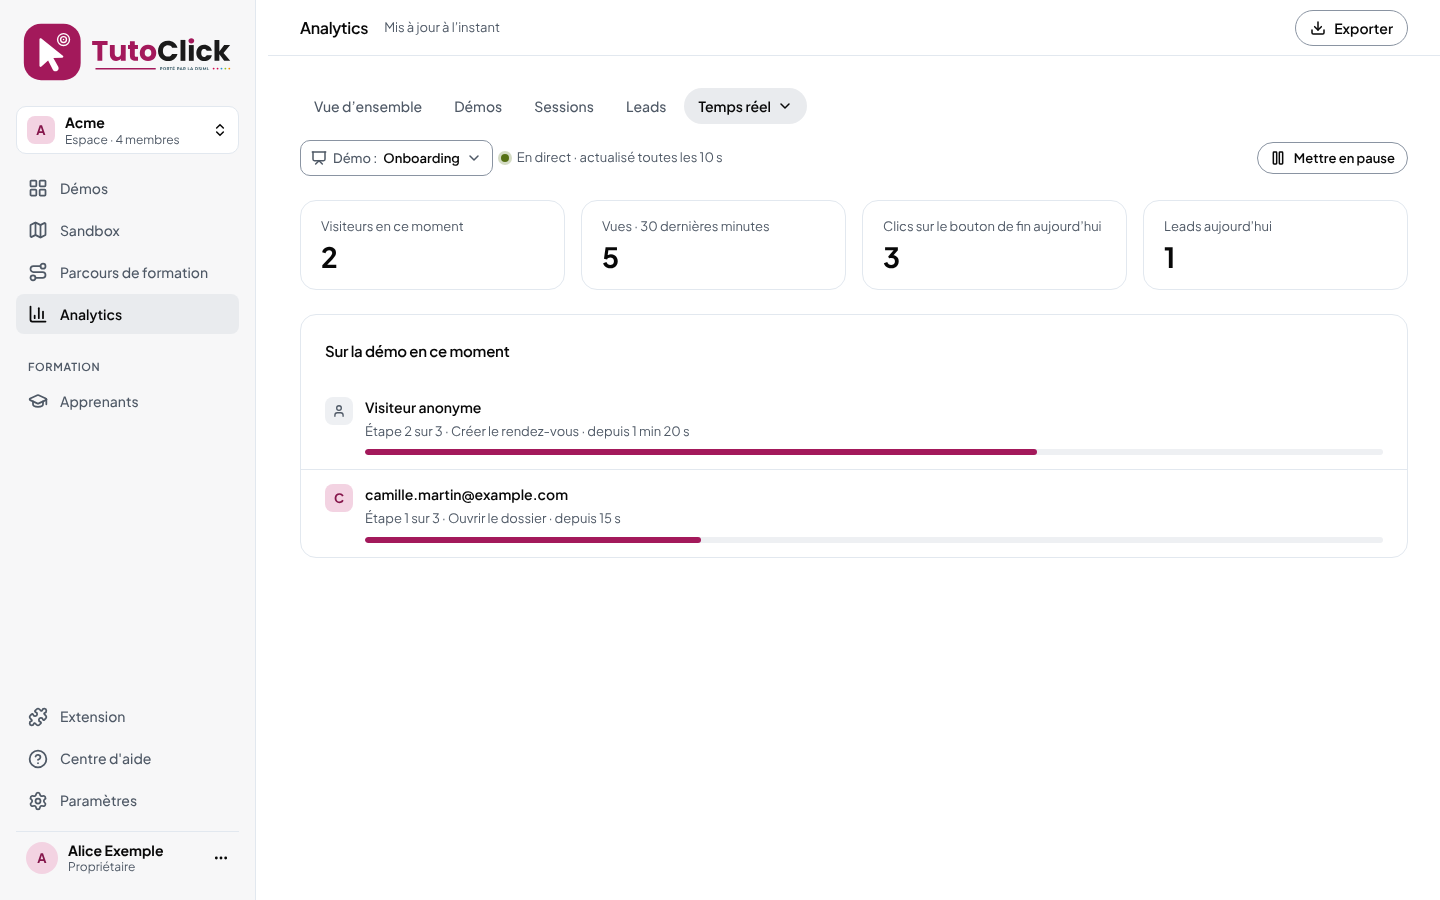 TutoClick
PORTÉ PAR LA DSIML
Analytics
Mis à jour à l'instant
Exporter
A
Acme
Espace · 4 membres
Démos
Sandbox
Parcours de formation
Analytics
FORMATION
Apprenants
Extension
Centre d'aide
Paramètres
A
Alice Exemple
Propriétaire
Vue d'ensemble
Démos
Sessions
Leads
Temps réel
Démo : Onboarding
En direct · actualisé toutes les 10 s
Mettre en pause
Visiteurs en ce moment
2
Vues · 30 dernières minutes
5
Clics sur le bouton de fin aujourd'hui
3
Leads aujourd'hui
1
Sur la démo en ce moment
Visiteur anonyme
Étape 2 sur 3 · Créer le rendez-vous · depuis 1 min 20 s
C
camille.martin@example.com
Étape 1 sur 3 · Ouvrir le dossier · depuis 15 s